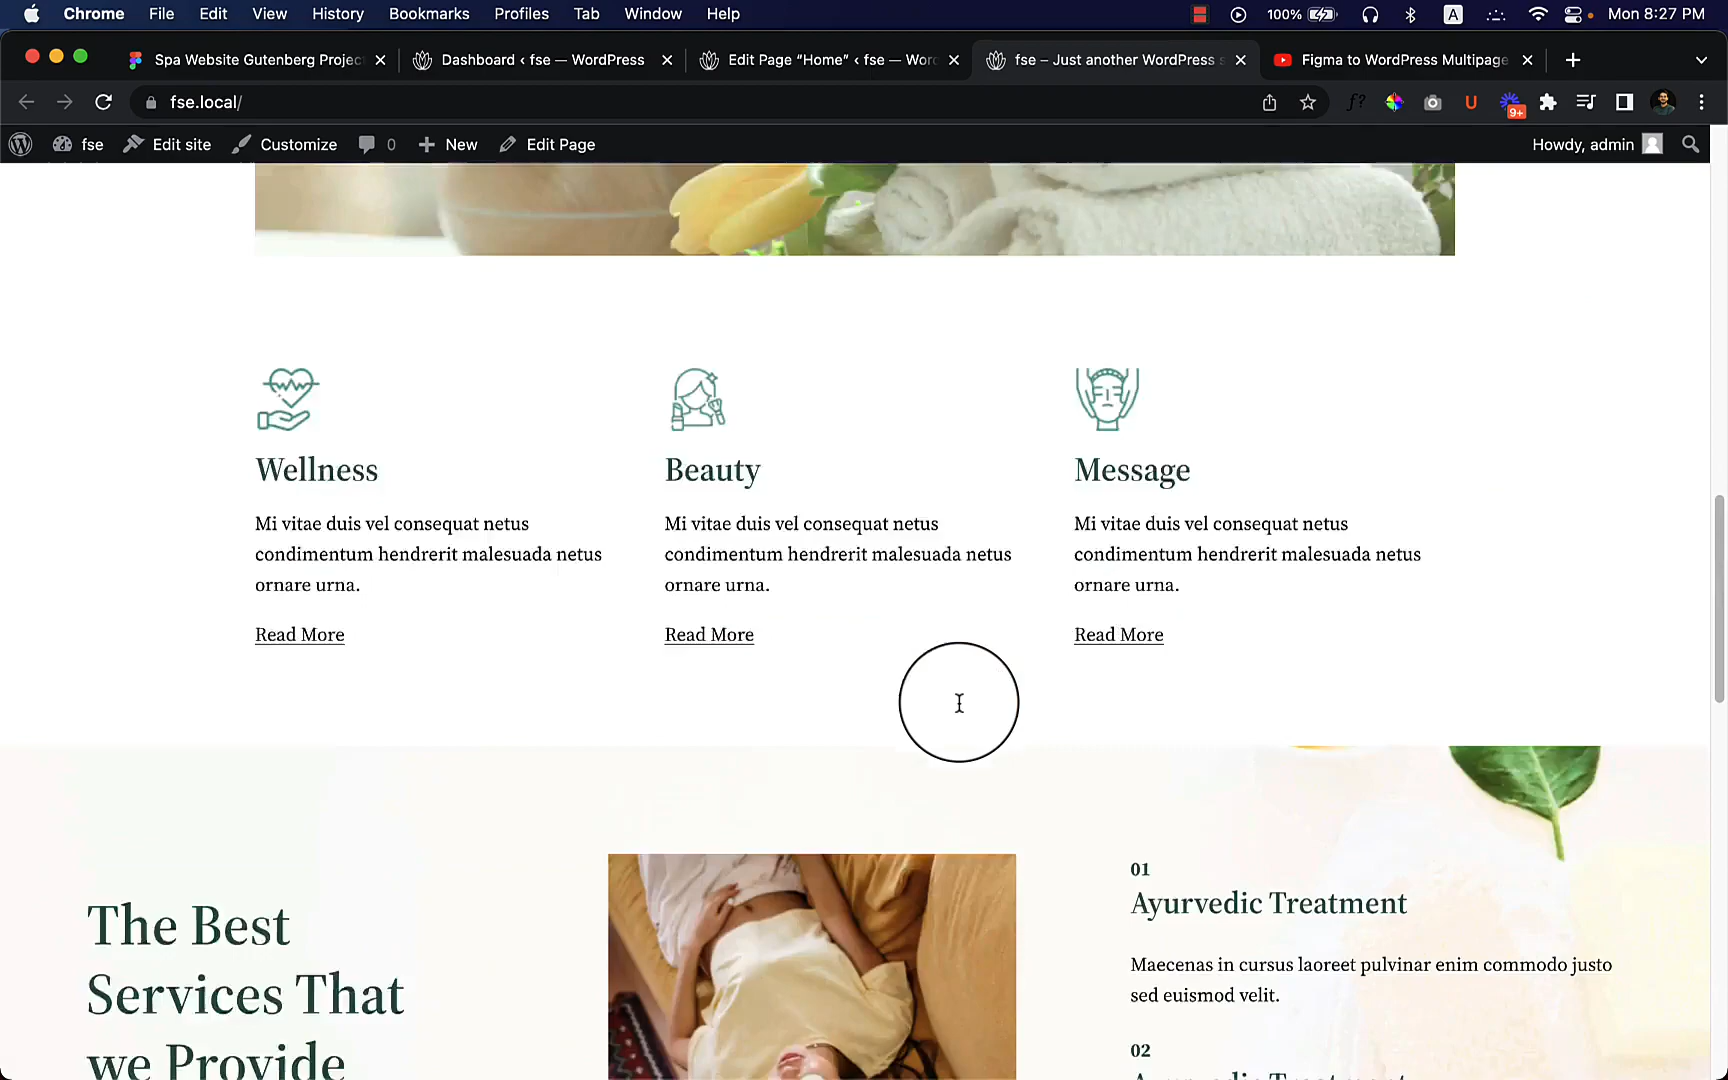 Chrome File Edit View History Bookmarks Profiles Tab Window Help 100% A Mon 8:27 PM
Spa Website Gutenberg Projec Dashboard ‹ fse — WordPress Edit Page “Home” ‹ fse — Wor fse – Just another WordPress s Figma to WordPress Multipage
fse.local/ f? U 9+
fse Edit site Customize 0 New Edit Page Howdy, admin
Wellness
Mi vitae duis vel consequat netus
condimentum hendrerit malesuada netus
ornare urna.
Read More
Beauty
Mi vitae duis vel consequat netus
condimentum hendrerit malesuada netus
ornare urna.
Read More
Message
Mi vitae duis vel consequat netus
condimentum hendrerit malesuada netus
ornare urna.
Read More
The Best
Services That
we Provide
01
Ayurvedic Treatment
Maecenas in cursus laoreet pulvinar enim commodo justo
sed euismod velit.
02